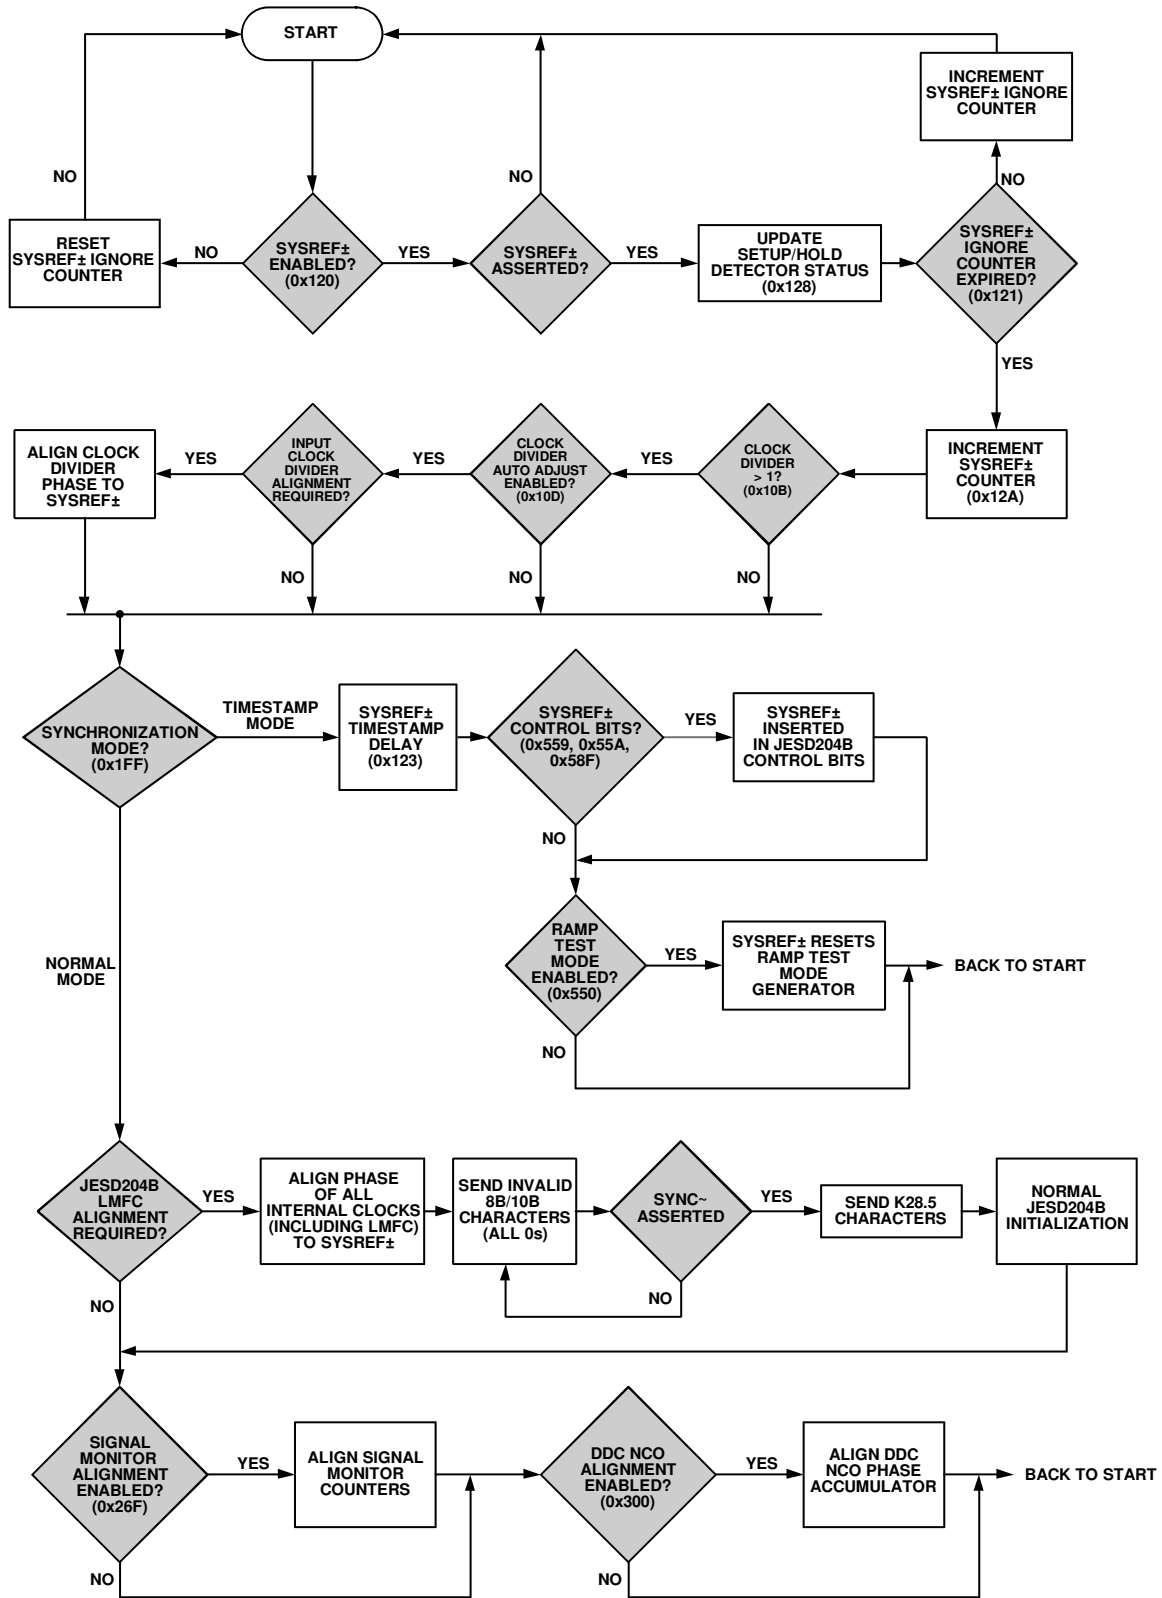 START
INCREMENT
SYSREF± IGNORE
COUNTER
NO
NO
NO
RESET
SYSREF± IGNORE
COUNTER
NO
SYSREF±
ENABLED?
(0x120)
YES
SYSREF±
ASSERTED?
YES
UPDATE
SETUP/HOLD
DETECTOR STATUS
(0x128)
SYSREF±
IGNORE
COUNTER
EXPIRED?
(0x121)
YES
ALIGN CLOCK
DIVIDER
PHASE TO
SYSREF±
YES
INPUT
CLOCK
DIVIDER
ALIGNMENT
REQUIRED?
YES
CLOCK
DIVIDER
AUTO ADJUST
ENABLED?
(0x10D)
YES
CLOCK
DIVIDER
> 1?
(0x10B)
INCREMENT
SYSREF±
COUNTER
(0x12A)
NO
NO
NO
SYNCHRONIZATION
MODE?
(0x1FF)
TIMESTAMP
MODE
SYSREF±
TIMESTAMP
DELAY
(0x123)
SYSREF±
CONTROL BITS?
(0x559, 0x55A,
0x58F)
YES
SYSREF±
INSERTED
IN JESD204B
CONTROL BITS
NO
RAMP
TEST
MODE
ENABLED?
(0x550)
YES
SYSREF± RESETS
RAMP TEST
MODE
GENERATOR
BACK TO START
NORMAL
MODE
NO
JESD204B
LMFC
ALIGNMENT
REQUIRED?
YES
ALIGN PHASE
OF ALL
INTERNAL CLOCKS
(INCLUDING LMFC)
TO SYSREF±
SEND INVALID
8B/10B
CHARACTERS
(ALL 0s)
SYNC~
ASSERTED
YES
SEND K28.5
CHARACTERS
NORMAL
JESD204B
INITIALIZATION
NO
NO
SIGNAL
MONITOR
ALIGNMENT
ENABLED?
(0x26F)
YES
ALIGN SIGNAL
MONITOR
COUNTERS
DDC NCO
ALIGNMENT
ENABLED?
(0x300)
YES
ALIGN DDC
NCO PHASE
ACCUMULATOR
BACK TO START
NO
NO